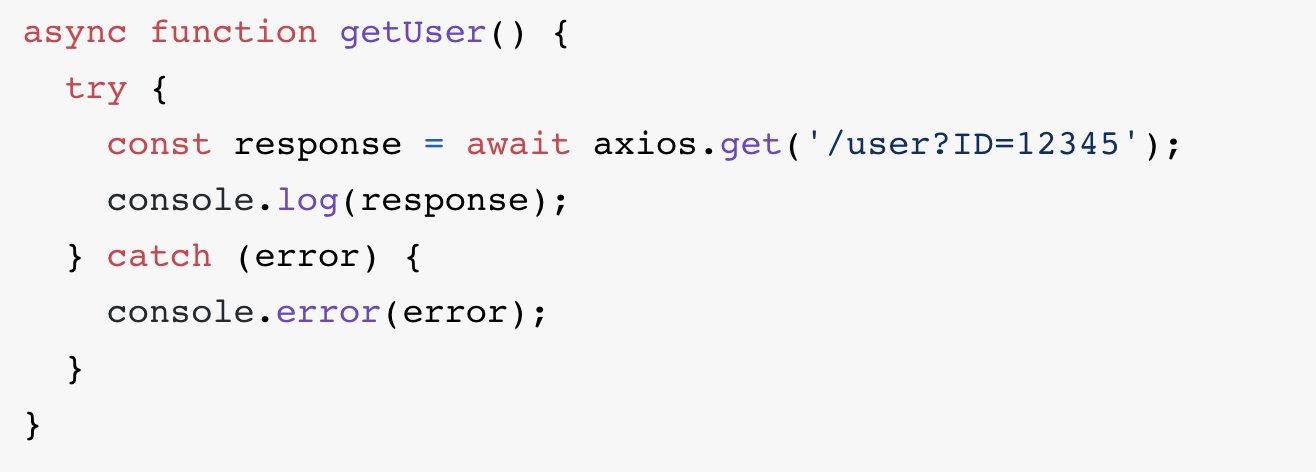 async function getUser() {
  try {
    const response = await axios.get('/user?ID=12345');
    console.log(response);
  } catch (error) {
    console.error(error);
  }
}